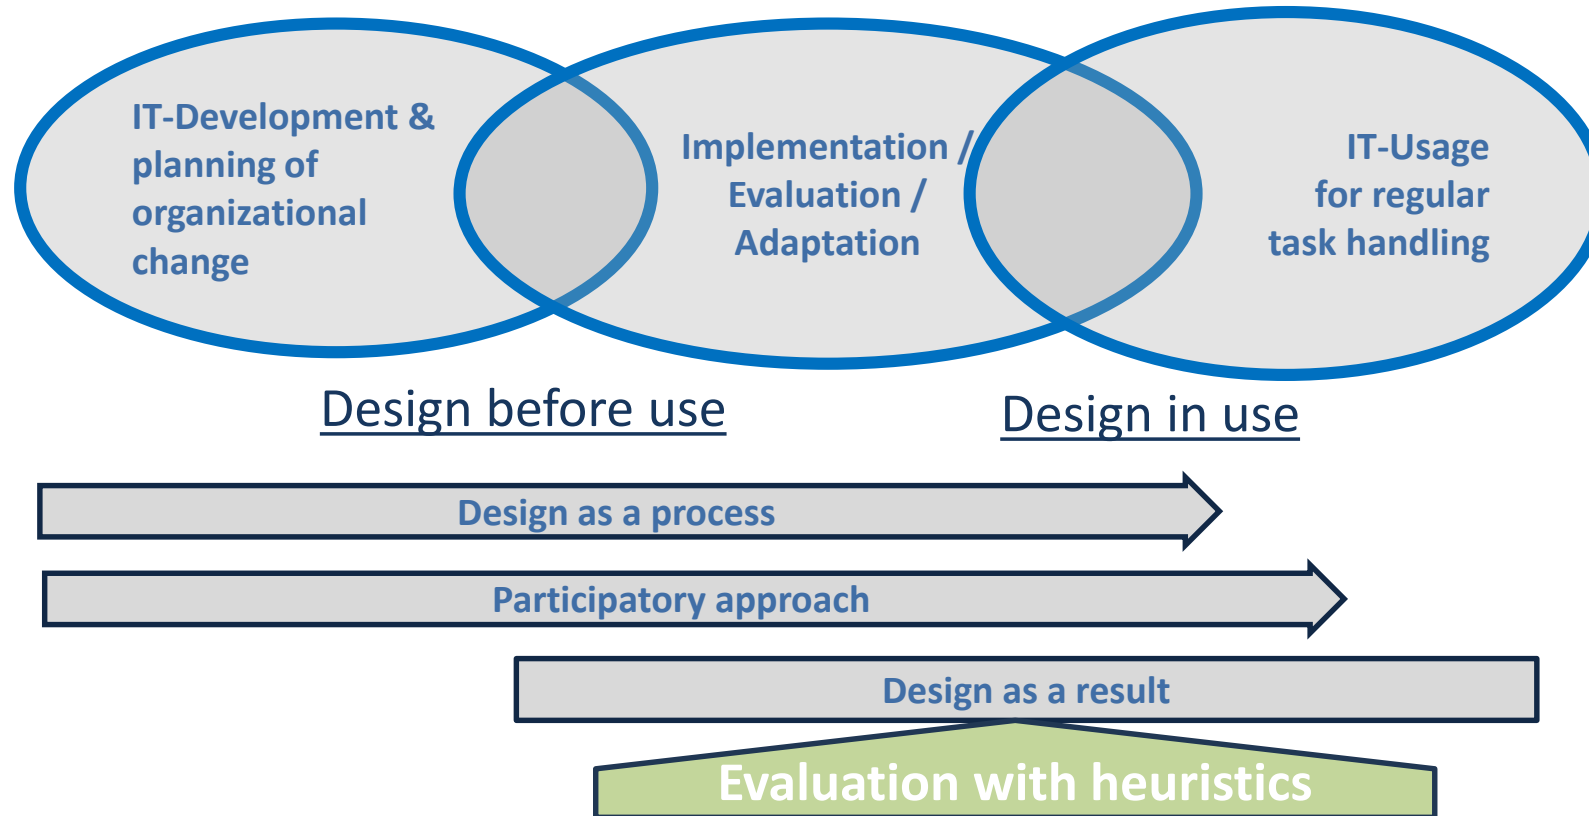 IT-Development &
planning of
organizational
change
Implementation /
Evaluation /
Adaptation
IT-Usage
for regular
task handling
Design before use
Design in use
Design as a process
Participatory approach
Design as a result
Evaluation with heuristics